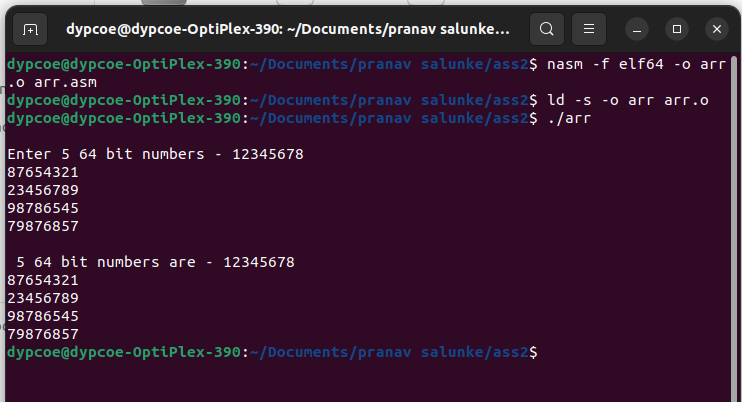 dypcoe@dypcoe-OptiPlex-390: ~/Documents/pranav salunke...
dypcoe@dypcoe-OptiPlex-390:~/Documents/pranav salunke/ass2$ nasm -f elf64 -o arr
.o arr.asm
dypcoe@dypcoe-OptiPlex-390:~/Documents/pranav salunke/ass2$ ld -s -o arr arr.o
dypcoe@dypcoe-OptiPlex-390:~/Documents/pranav salunke/ass2$ ./arr
Enter 5 64 bit numbers - 12345678
87654321
23456789
98786545
79876857
5 64 bit numbers are - 12345678
87654321
23456789
98786545
79876857
dypcoe@dypcoe-OptiPlex-390:~/Documents/pranav salunke/ass2$